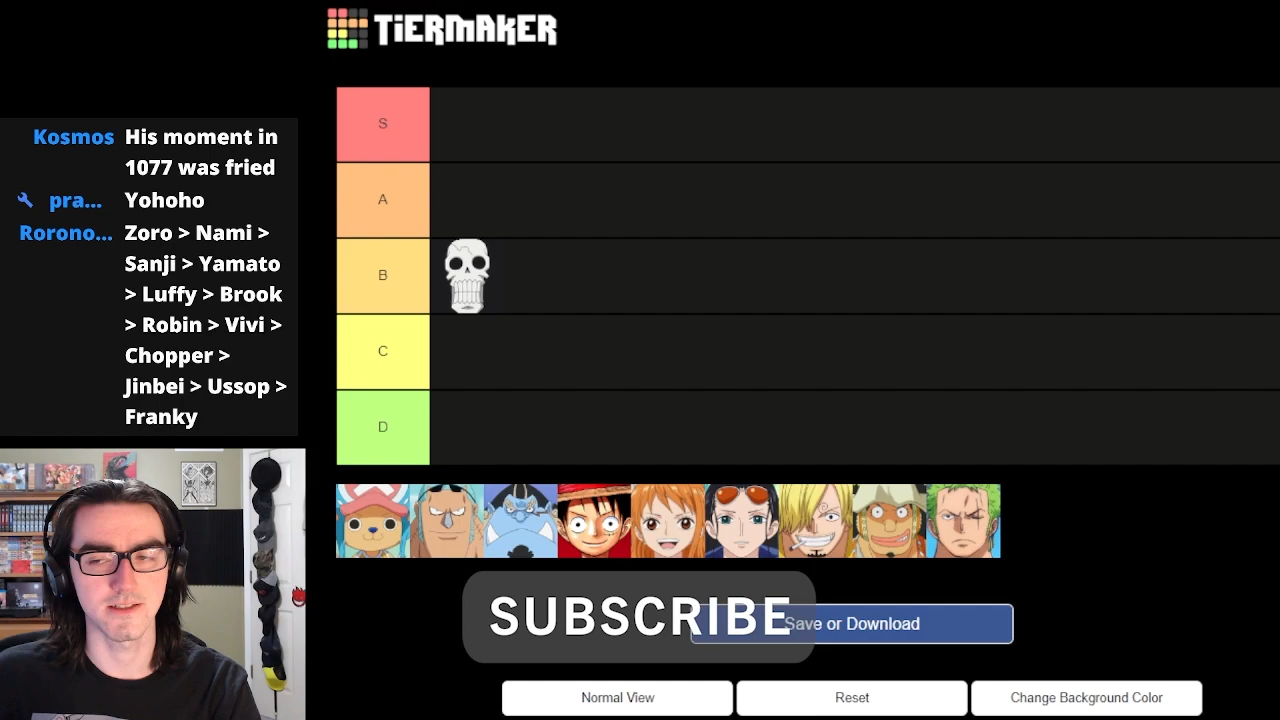 TiERMAKER
Kosmos His moment in
1077 was fried
pra... Yohoho
Rorono... Zoro > Nami >
Sanji > Yamato
> Luffy > Brook
> Robin > Vivi >
Chopper >
Jinbei > Ussop >
Franky
S
A
B
C
D
SUBSCRIBE
Save or Download
Normal View
Reset
Change Background Color